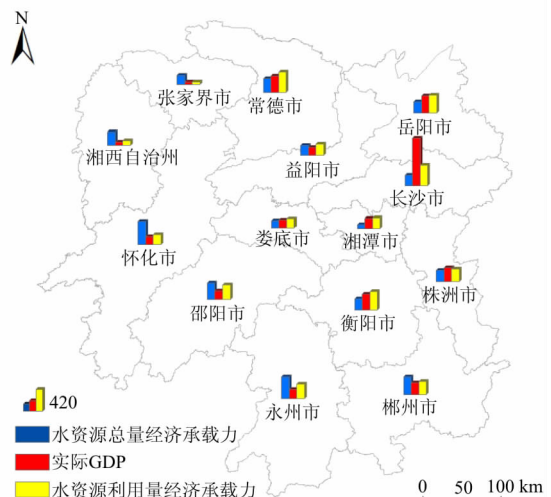 N
张家界市
常德市
岳阳市
湘西自治州
益阳市
长沙市
怀化市
娄底市
湘潭市
株洲市
邵阳市
衡阳市
永州市
郴州市
420
水资源总量经济承载力
实际GDP
水资源利用量经济承载力
0 50 100 km